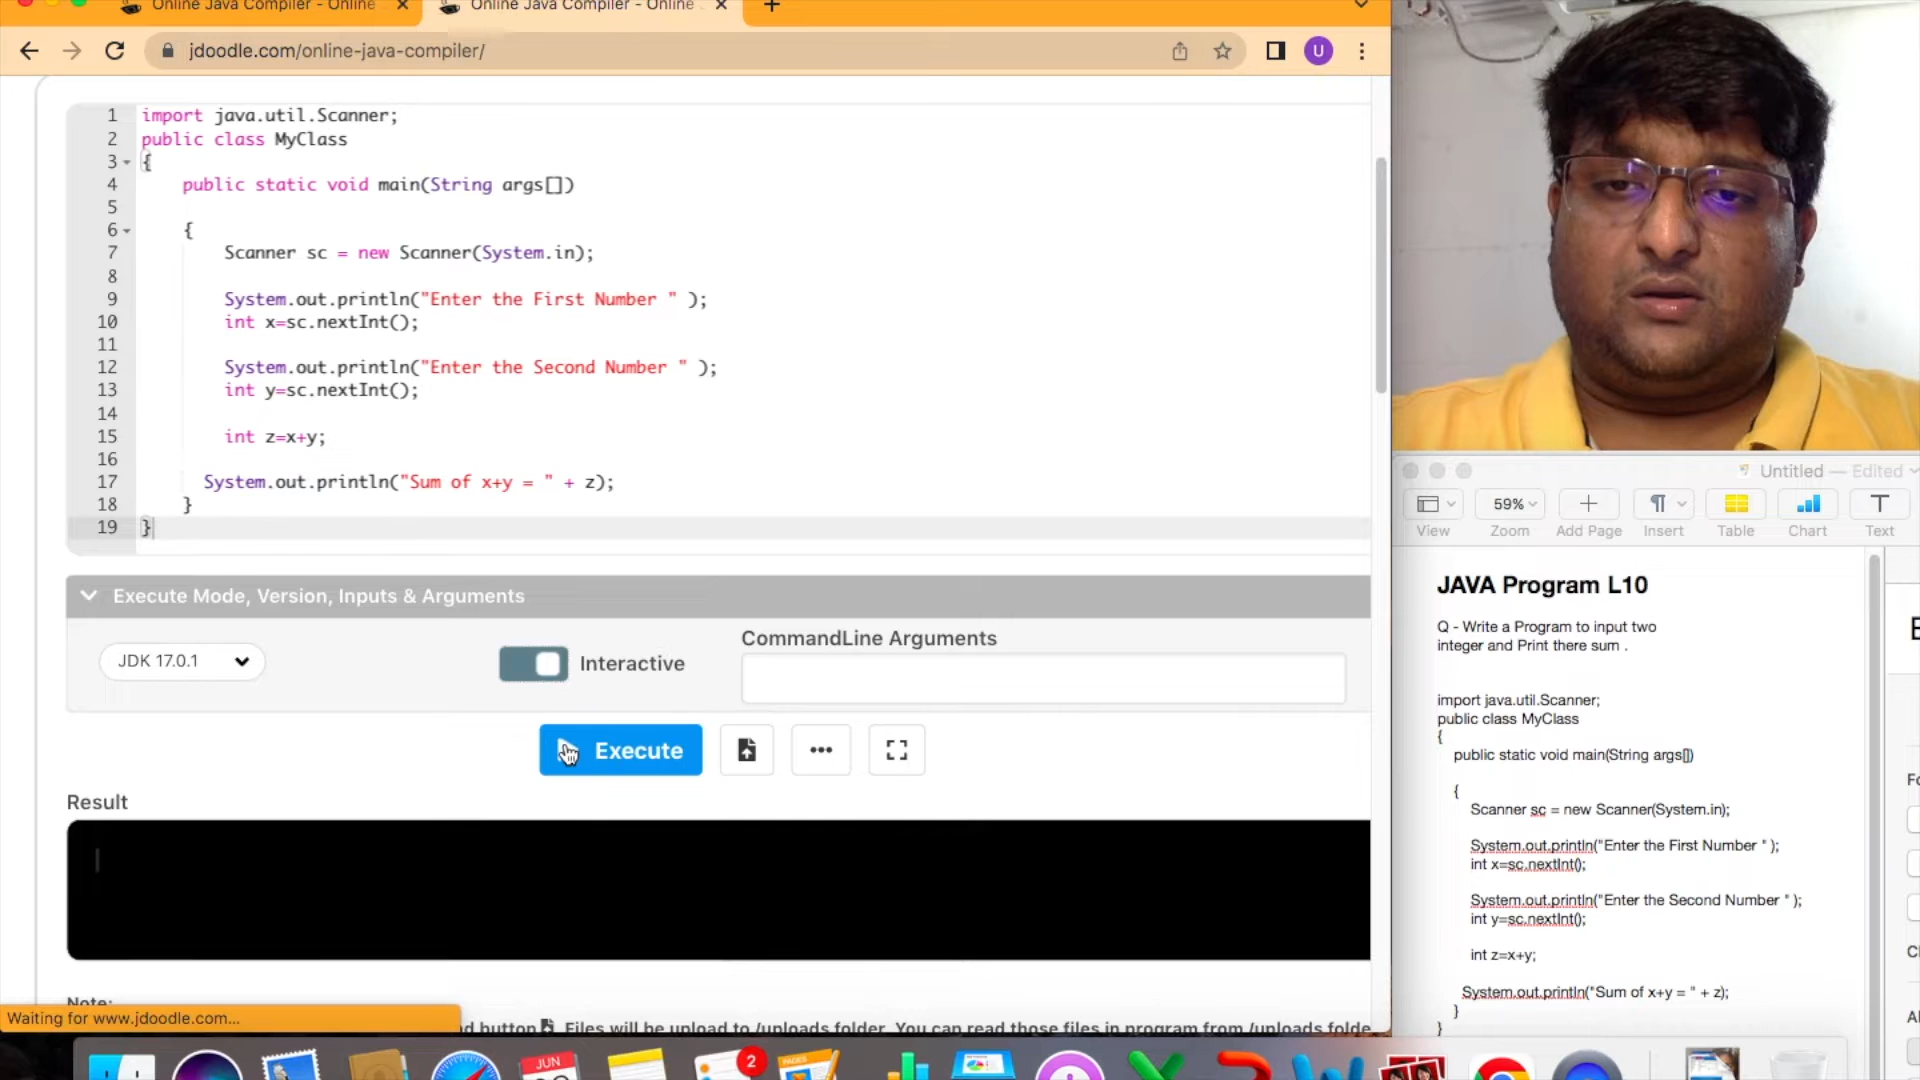 Online Java Compiler - Online
Online Java Compiler - Online
jdoodle.com/online-java-compiler/
U
1 import java.util.Scanner;
2 public class MyClass
3 {
4 public static void main(String args[])
5
6 {
7 Scanner sc = new Scanner(System.in);
8
9 System.out.println("Enter the First Number " );
10 int x=sc.nextInt();
11
12 System.out.println("Enter the Second Number " );
13 int y=sc.nextInt();
14
15 int z=x+y;
16
17 System.out.println("Sum of x+y = " + z);
18 }
19 }
Execute Mode, Version, Inputs & Arguments
JDK 17.0.1
Interactive
CommandLine Arguments
Execute
Result
Note:
Waiting for www.jdoodle.com...
button Files will be upload to /uploads folder. You can read those files in program from /uploads folde
JUN
2
PAGES
Untitled — Edited
59%
View Zoom Add Page Insert Table Chart Text
JAVA Program L10
Q - Write a Program to input two
integer and Print there sum .
import java.util.Scanner;
public class MyClass
{
public static void main(String args[])
{
Scanner sc = new Scanner(System.in);
System.out.println("Enter the First Number " );
int x=sc.nextInt();
System.out.println("Enter the Second Number " );
int y=sc.nextInt();
int z=x+y;
System.out.println("Sum of x+y = " + z);
}
}